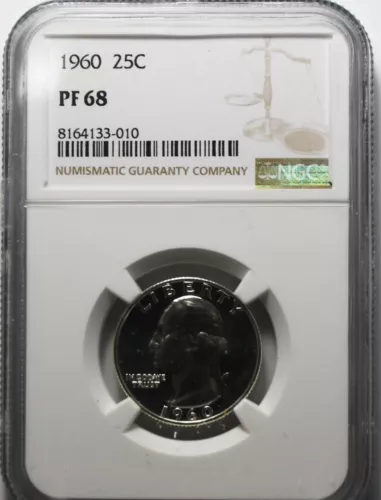 1960 25C
PF 68
8164133-010
NUMISMATIC GUARANTY COMPANY
NGC
LIBERTY
IN GOD WE
TRUST
1960